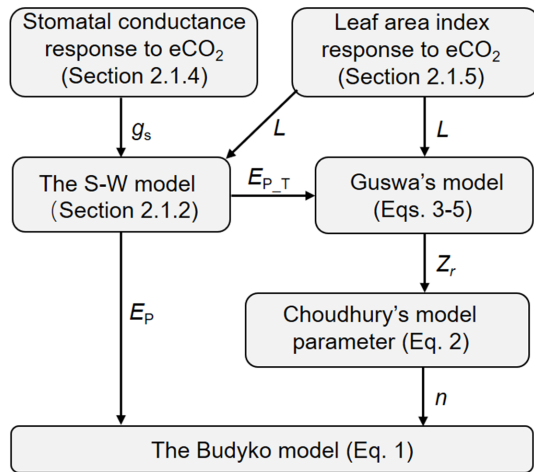 Stomatal conductance
response to eCO₂
(Section 2.1.4)
Leaf area index
response to eCO₂
(Section 2.1.5)
gₛ
L
L
The S-W model
（Section 2.1.2)
E_P_T
Guswa's model
(Eqs. 3-5)
Zᵣ
E_P
Choudhury's model
parameter (Eq. 2)
n
The Budyko model (Eq. 1)